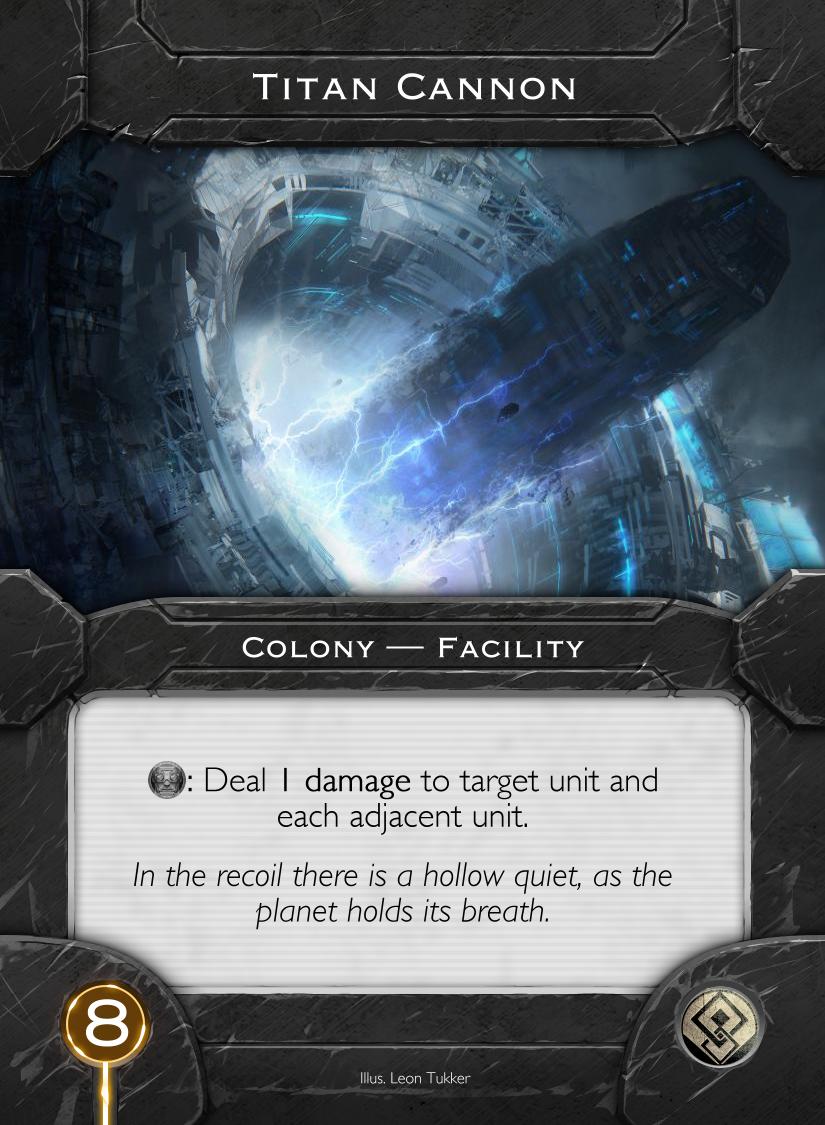 Titan Cannon
Colony — Facility
: Deal 1 damage to target unit and
each adjacent unit.
In the recoil there is a hollow quiet, as the
planet holds its breath.
8
Illus. Leon Tukker